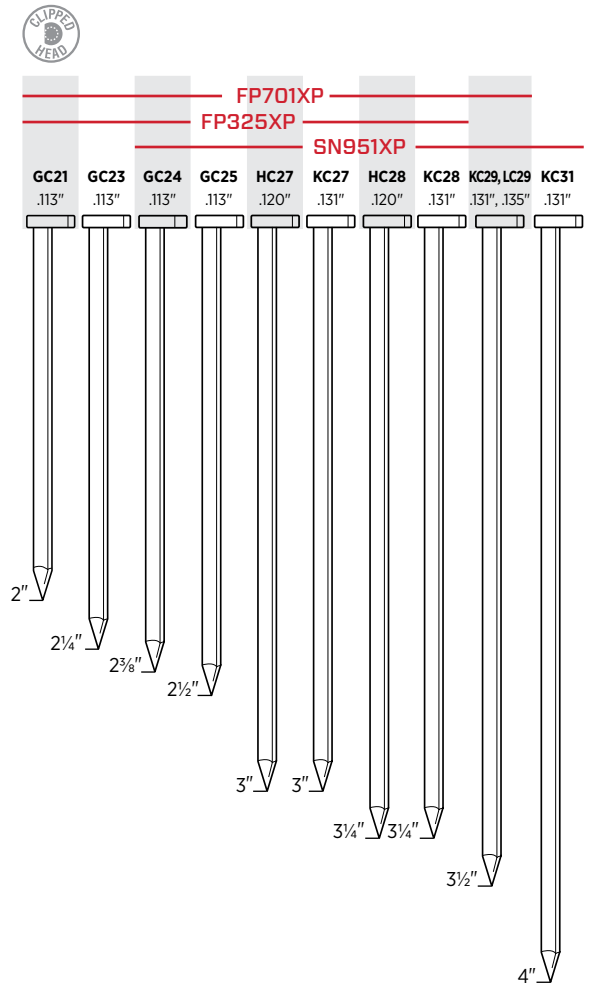 CLIPPED
HEAD
FP701XP
FP325XP
SN951XP
GC21 GC23 GC24 GC25 HC27 KC27 HC28 KC28 KC29, LC29 KC31
.113" .113" .113" .113" .120" .131" .120" .131" .131", .135" .131"
2"
2¼"
2⅜"
2½"
3" 3"
3¼" 3¼"
3½"
4"